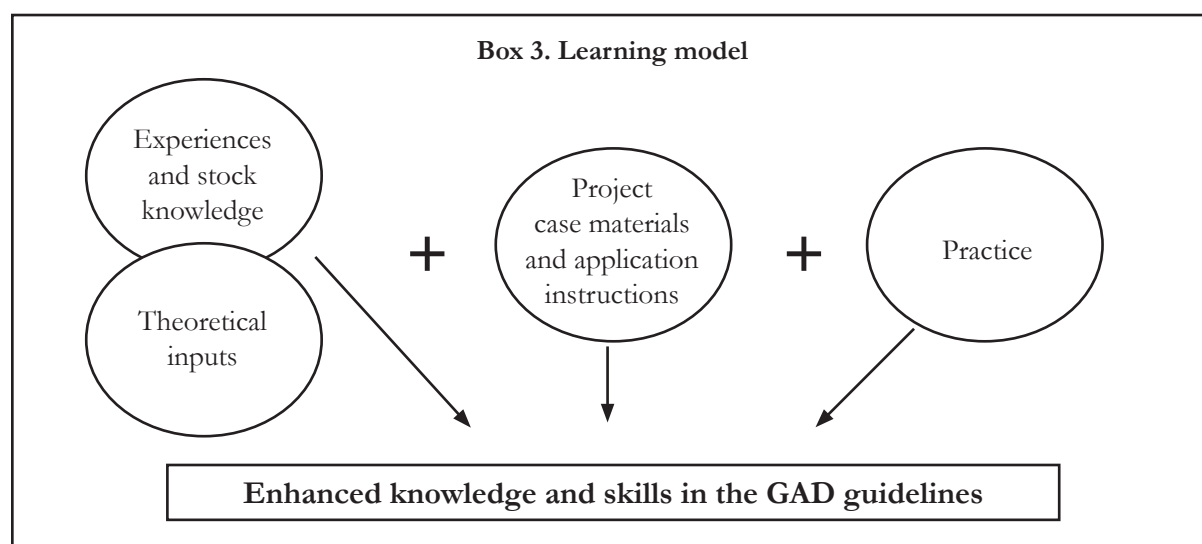 Box 3. Learning model
Experiences
and stock
knowledge
Theoretical
inputs
+
Project
case materials
and application
instructions
+
Practice
Enhanced knowledge and skills in the GAD guidelines